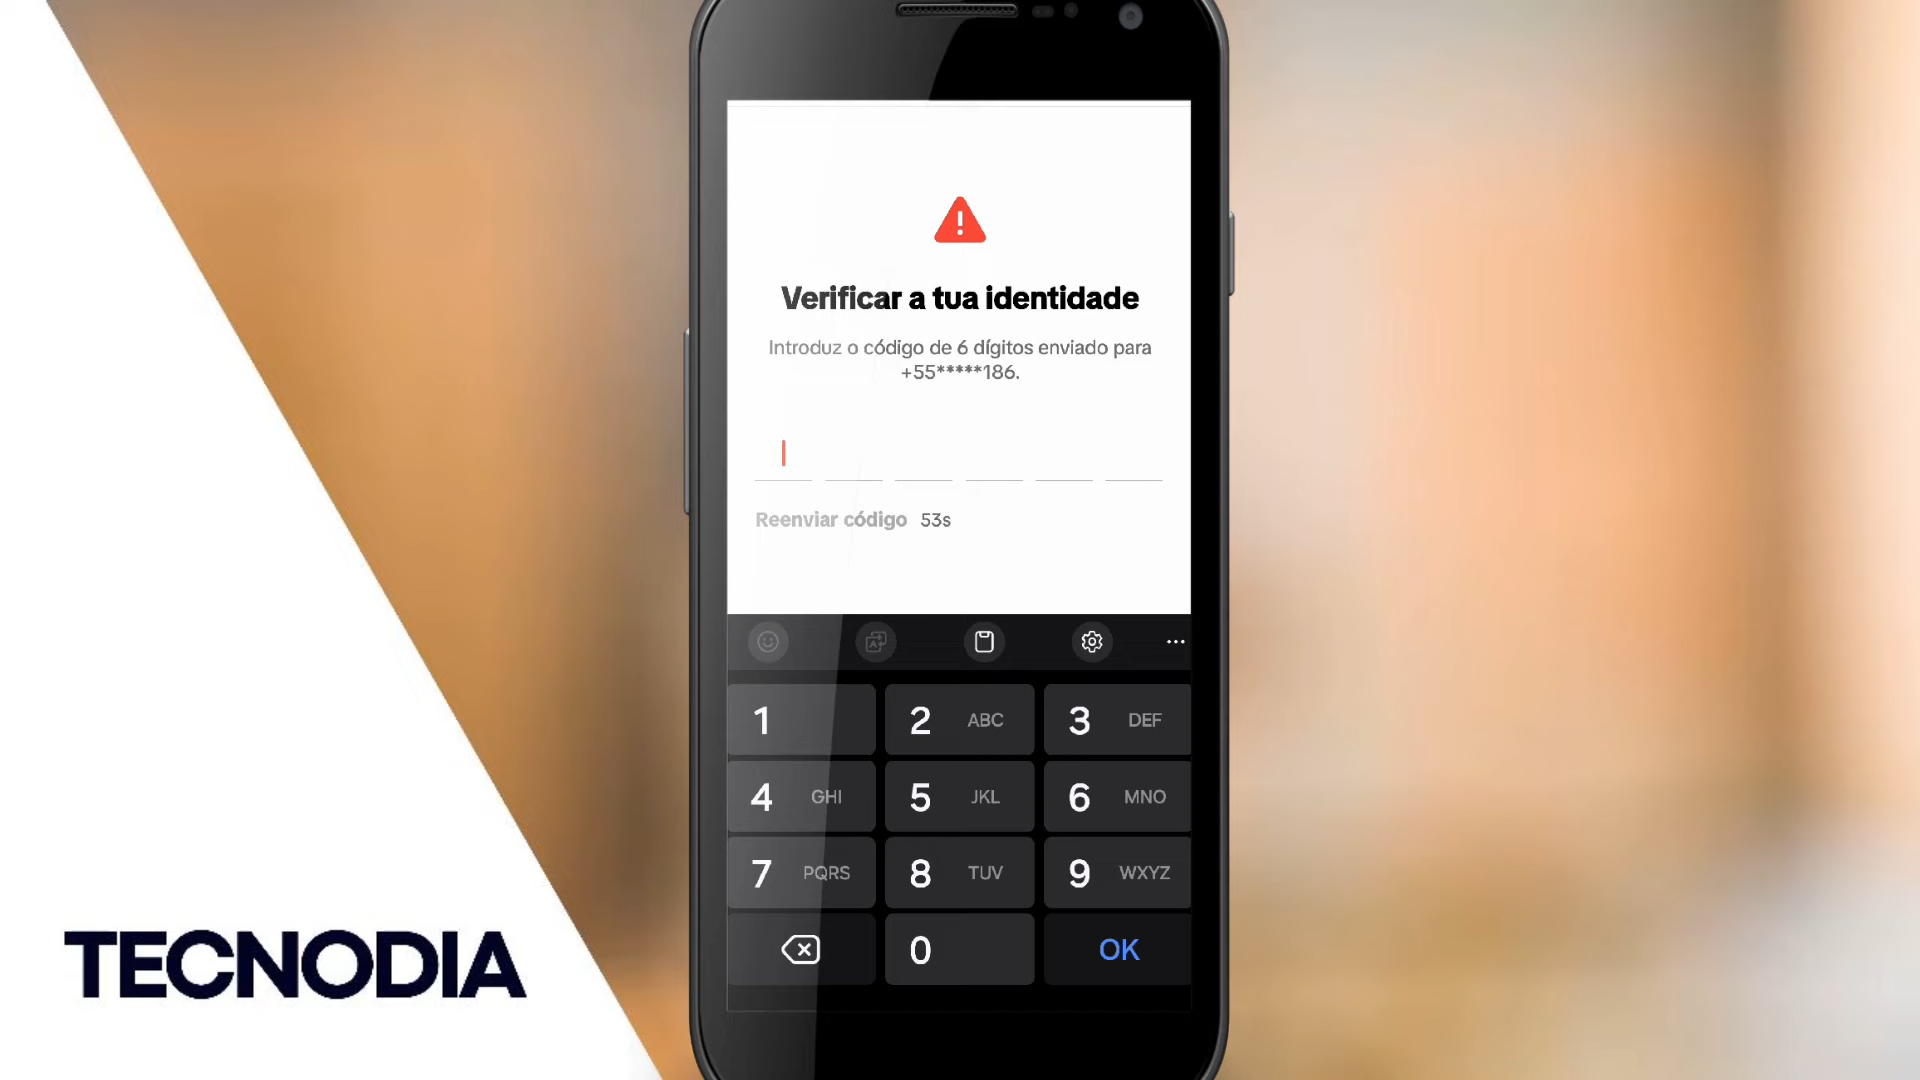 Verificar a tua identidade
Introduz o código de 6 dígitos enviado para
+55*****186.
Reenviar código 53s
1
2 ABC
3 DEF
4 GHI
5 JKL
6 MNO
7 PQRS
8 TUV
9 WXYZ
0
OK
TECNODIA